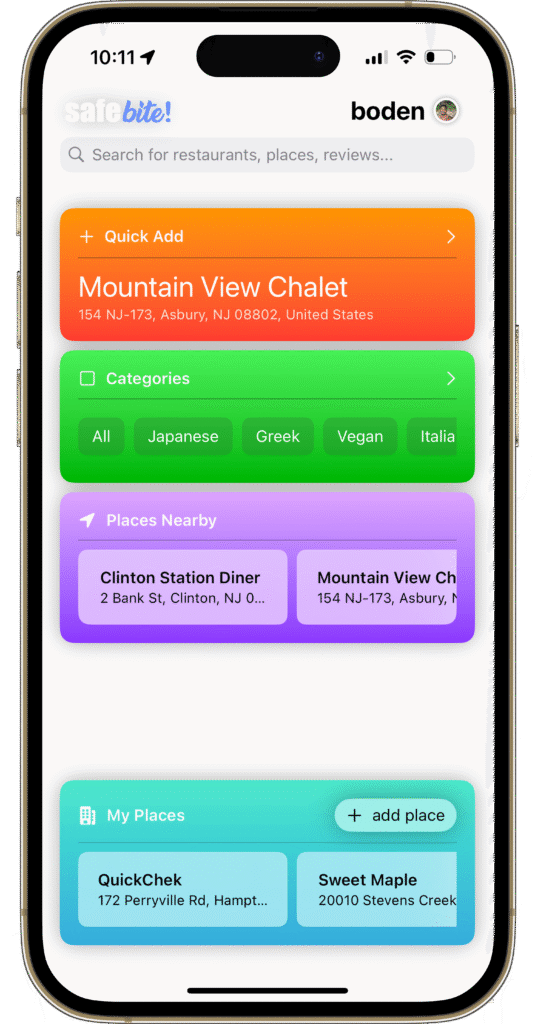 10:11
safebite!
boden
Search for restaurants, places, reviews...
+ Quick Add
Mountain View Chalet
154 NJ-173, Asbury, NJ 08802, United States
Categories
All Japanese Greek Vegan Italia
Places Nearby
Clinton Station Diner Mountain View Ch
2 Bank St, Clinton, NJ 0... 154 NJ-173, Asbury,
My Places + add place
QuickChek Sweet Maple
172 Perryville Rd, Hampt... 20010 Stevens Creek